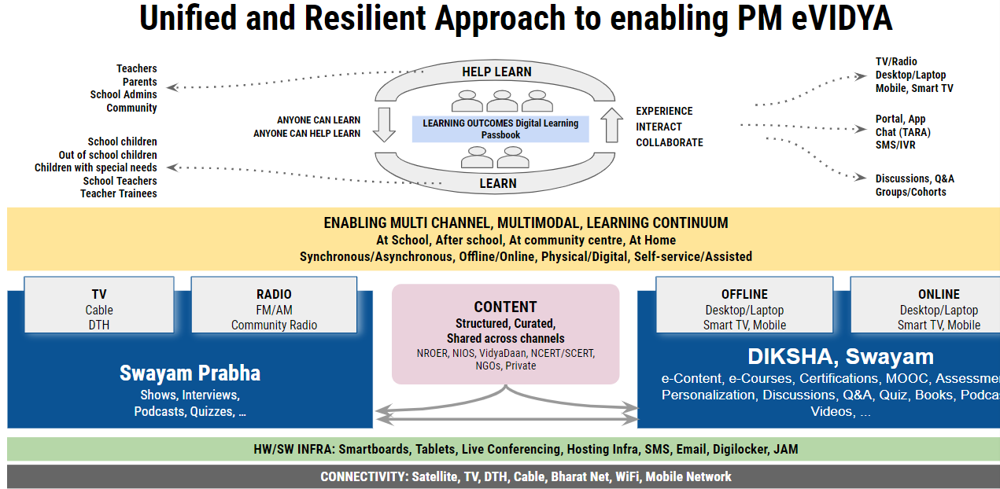 Unified and Resilient Approach to enabling PM eVIDYA
Teachers
Parents
School Admins
Community
School children
Out of school children
Children with special needs
School Teachers
Teacher Trainees
ANYONE CAN LEARN
ANYONE CAN HELP LEARN
HELP LEARN
LEARNING OUTCOMES Digital Learning
Passbook
LEARN
EXPERIENCE
INTERACT
COLLABORATE
TV/Radio
Desktop/Laptop
Mobile, Smart TV
Portal, App
Chat (TARA)
SMS/IVR
Discussions, Q&A
Groups/Cohorts
ENABLING MULTI CHANNEL, MULTIMODAL, LEARNING CONTINUUM
At School, After school, At community centre, At Home
Synchronous/Asynchronous, Offline/Online, Physical/Digital, Self-service/Assisted
TV
Cable
DTH
RADIO
FM/AM
Community Radio
Swayam Prabha
Shows, Interviews,
Podcasts, Quizzes, …
CONTENT
Structured, Curated,
Shared across channels
NROER, NIOS, VidyaDaan, NCERT/SCERT,
NGOs, Private
OFFLINE
Desktop/Laptop
Smart TV, Mobile
ONLINE
Desktop/Laptop
Smart TV, Mobile
DIKSHA, Swayam
e-Content, e-Courses, Certifications, MOOC,
Personalization, Discussions, Q&A, Quiz, Books,
Videos, ...
HW/SW INFRA: Smartboards, Tablets, Live Conferencing, Hosting Infra, SMS, Email, Digilocker, JAM
CONNECTIVITY: Satellite, TV, DTH, Cable, Bharat Net, WiFi, Mobile Network